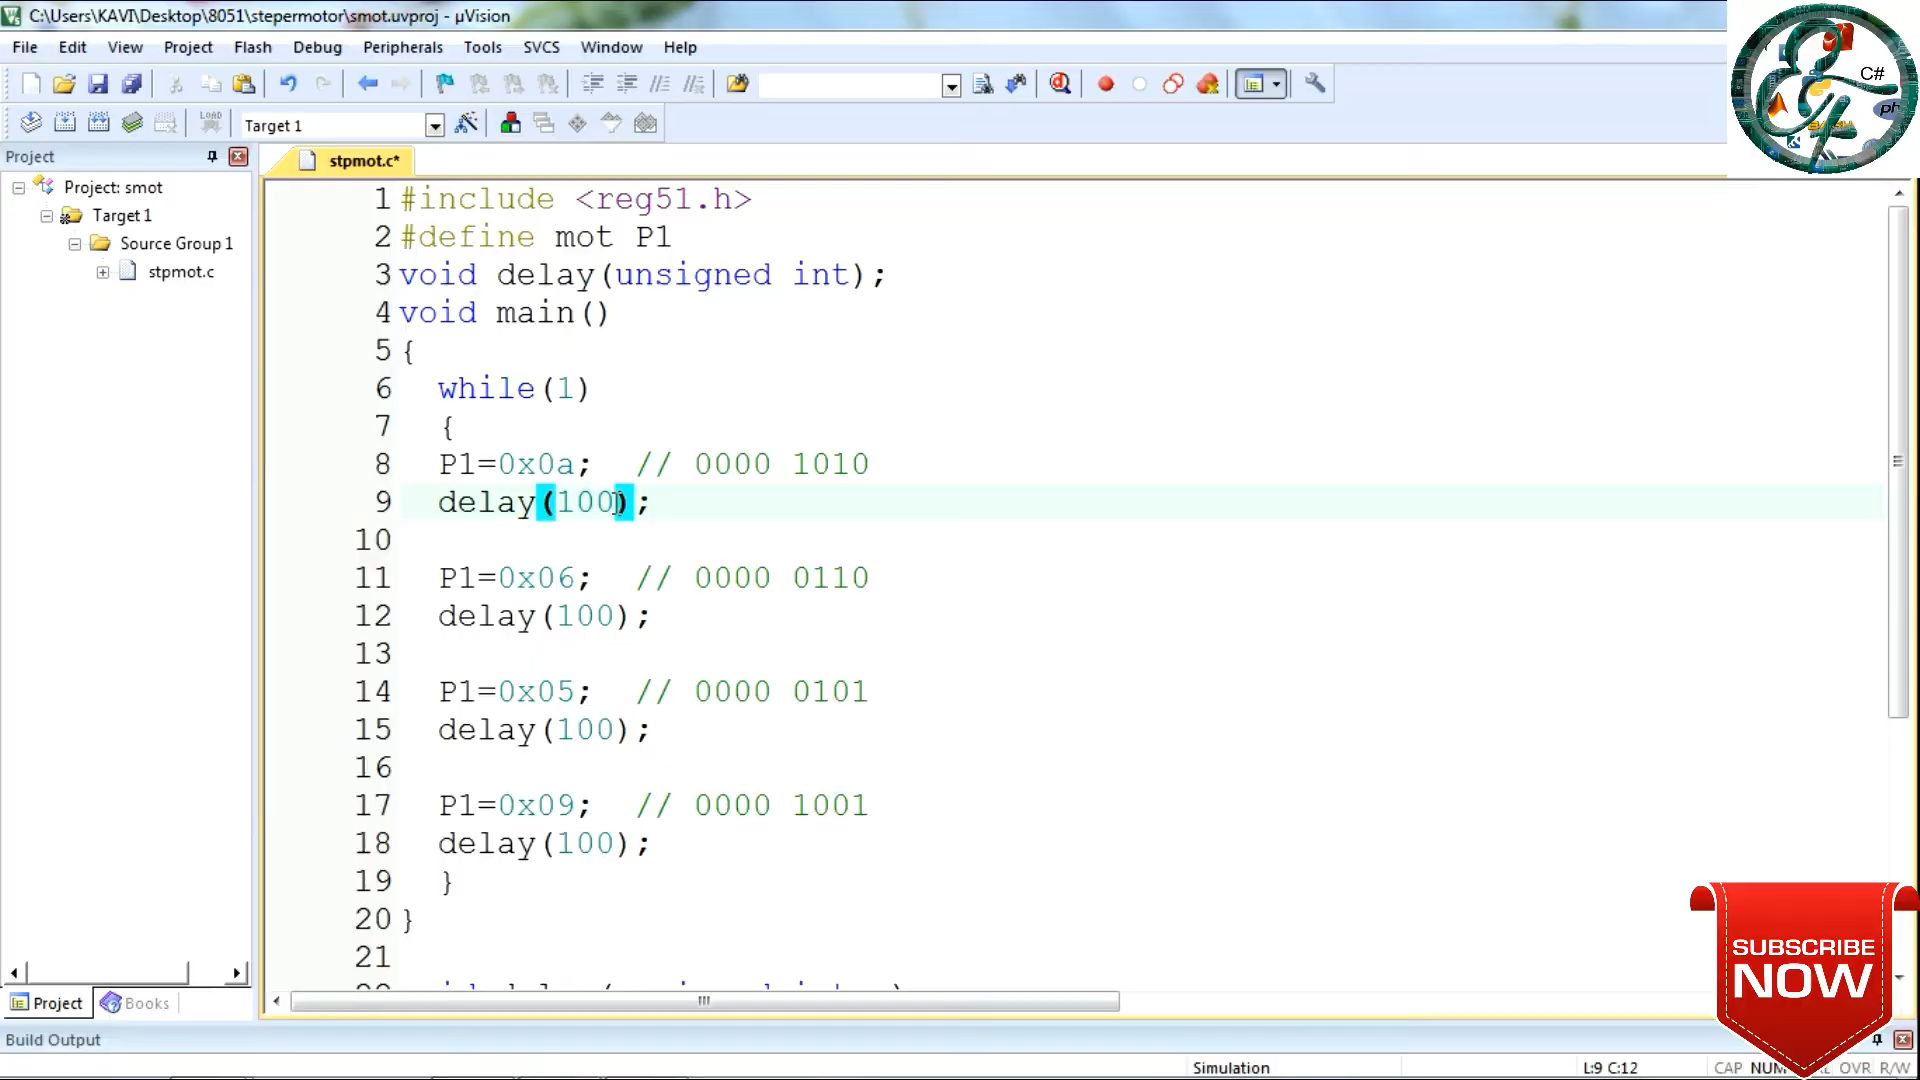 C:\Users\KAVI\Desktop\8051\stepermotor\smot.uvproj - µVision
File Edit View Project Flash Debug Peripherals Tools SVCS Window Help
C#
LOAD
Target 1
Project
stpmot.c*
Project: smot
Target 1
Source Group 1
stpmot.c
1 #include <reg51.h>
2 #define mot P1
3 void delay(unsigned int);
4 void main()
5 {
6 while(1)
7 {
8 P1=0x0a; // 0000 1010
9 delay(100);
10
11 P1=0x06; // 0000 0110
12 delay(100);
13
14 P1=0x05; // 0000 0101
15 delay(100);
16
17 P1=0x09; // 0000 1001
18 delay(100);
19 }
20 }
21
Project Books
SUBSCRIBE
NOW
Build Output
Simulation L:9 C:12 CAP NUM OVR R/W